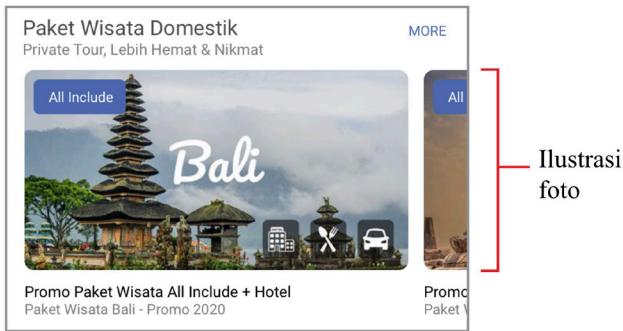 Paket Wisata Domestik
MORE
Private Tour, Lebih Hemat & Nikmat
All Include
All
Bali
Ilustrasi
foto
Promo Paket Wisata All Include + Hotel
Promo
Paket Wisata Bali - Promo 2020
Paket